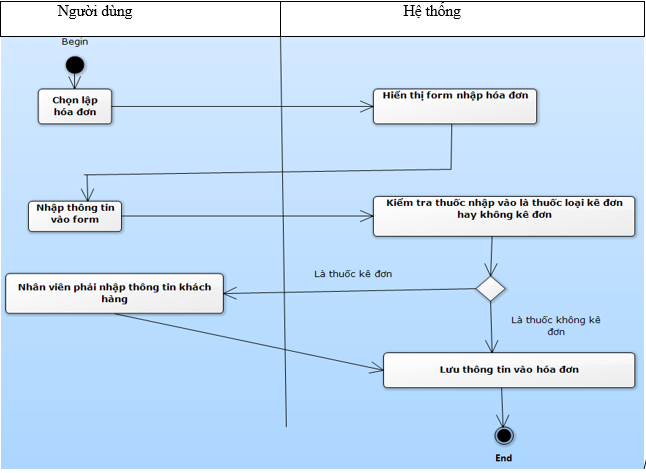 Người dùng
Hệ thống
Begin
Chọn lập
hóa đơn
Hiển thị form nhập hóa đơn
Nhập thông tin
vào form
Kiểm tra thuốc nhập vào là thuốc loại kê đơn
hay không kê đơn
Là thuốc kê đơn
Nhân viên phải nhập thông tin khách
hàng
Là thuốc không kê
đơn
Lưu thông tin vào hóa đơn
End